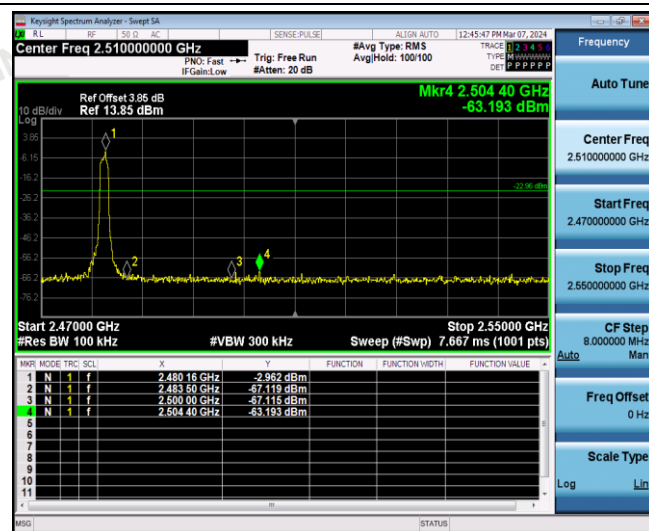 Keysight Spectrum Analyzer - Swept SA
RL RF 50 Ω AC SENSE:PULSE ALIGN AUTO 12:45:47 PM Mar 07, 2024
Center Freq 2.510000000 GHz
PNO: Fast
IFGain:Low
Trig: Free Run
#Atten: 20 dB
#Avg Type: RMS
Avg|Hold: 100/100
TRACE 1 2 3 4 5 6
TYPE M W W W W W
DET P P P P P P
Ref Offset 3.85 dB
Ref 13.85 dBm
10 dB/div
Log
Mkr4 2.504 40 GHz
-63.193 dBm
3.85
-6.15
-16.2
-26.2
-36.2
-46.2
-56.2
-66.2
-76.2
1
2
3
4
-22.96 dBm
Start 2.47000 GHz Stop 2.55000 GHz
#Res BW 100 kHz #VBW 300 kHz Sweep (#Swp) 7.667 ms (1001 pts)
MKR MODE TRC SCL X Y FUNCTION FUNCTION WIDTH FUNCTION VALUE
1 N 1 f 2.480 16 GHz -2.962 dBm
2 N 1 f 2.483 50 GHz -67.119 dBm
3 N 1 f 2.500 00 GHz -67.115 dBm
4 N 1 f 2.504 40 GHz -63.193 dBm
5
6
7
8
9
10
11
MSG STATUS
Frequency
Auto Tune
Center Freq
2.510000000 GHz
Start Freq
2.470000000 GHz
Stop Freq
2.550000000 GHz
CF Step
8.000000 MHz
Auto Man
Freq Offset
0 Hz
Scale Type
Log Lin